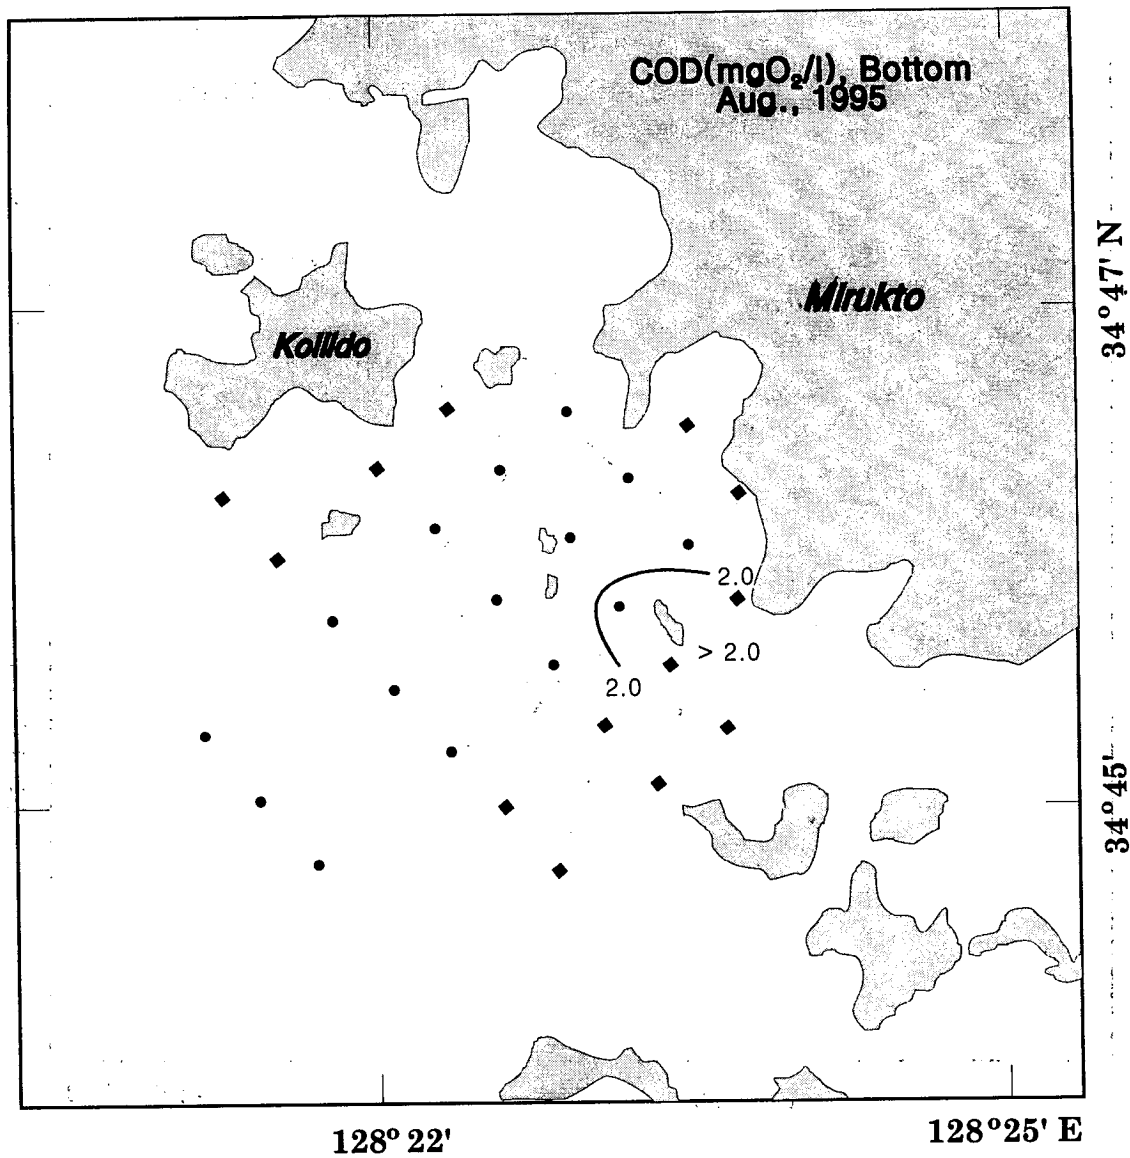 COD(mgO₂/l), Bottom
Aug., 1995
34°47' N
Mirukto
Kolildo
2.0
> 2.0
2.0
34°45'
128° 22'
128°25' E